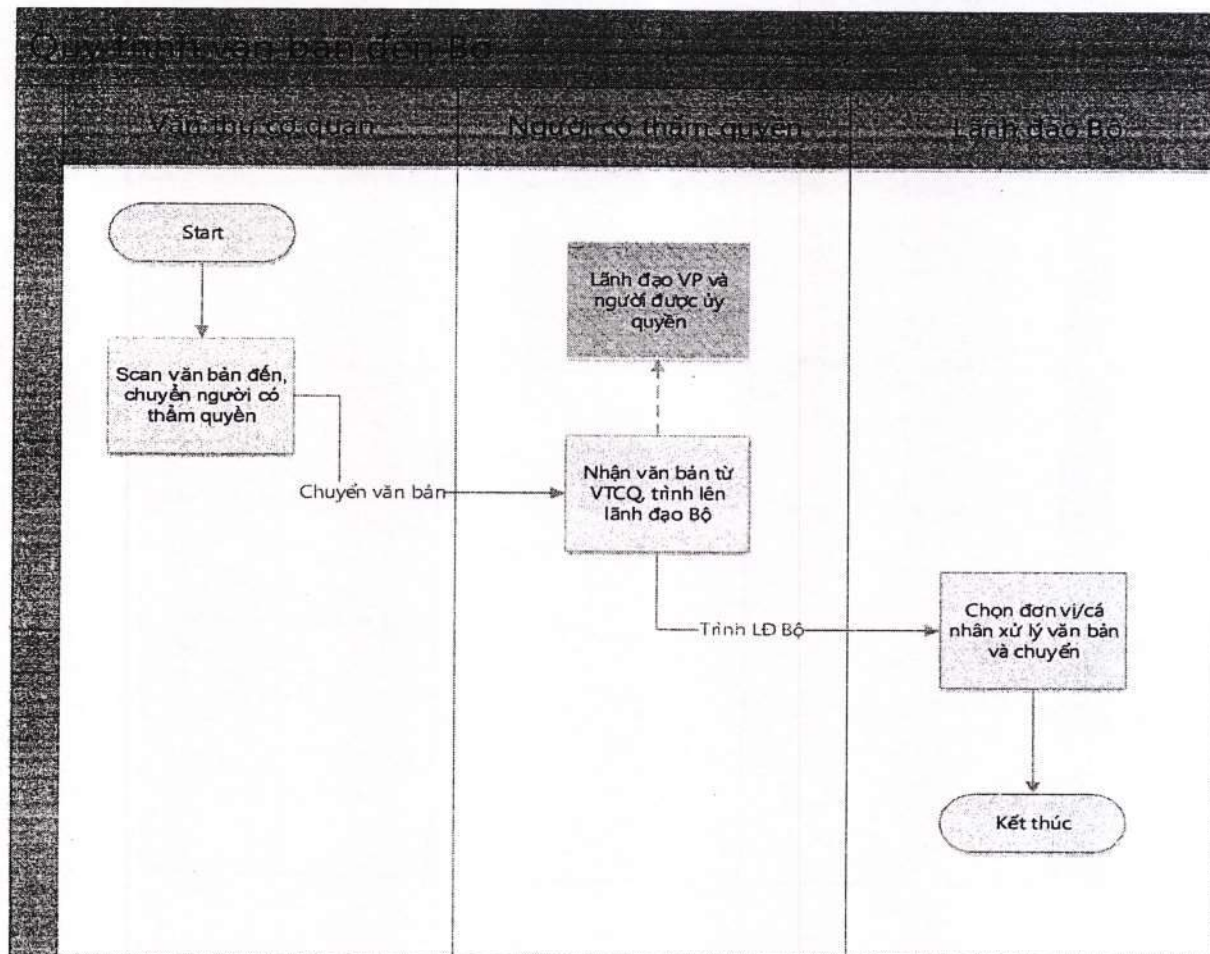 Quy trình văn bản đến Bộ
Văn thư cơ quan
Người có thẩm quyền
Lãnh đạo Bộ
Start
Lãnh đạo VP và
người được ủy
quyền
Scan văn bản đến,
chuyển người có
thẩm quyền
Chuyển văn bản
Nhận văn bản từ
VTCQ, trình lên
lãnh đạo Bộ
Trình LĐ Bộ
Chọn đơn vị/cá
nhân xử lý văn bản
và chuyển
Kết thúc